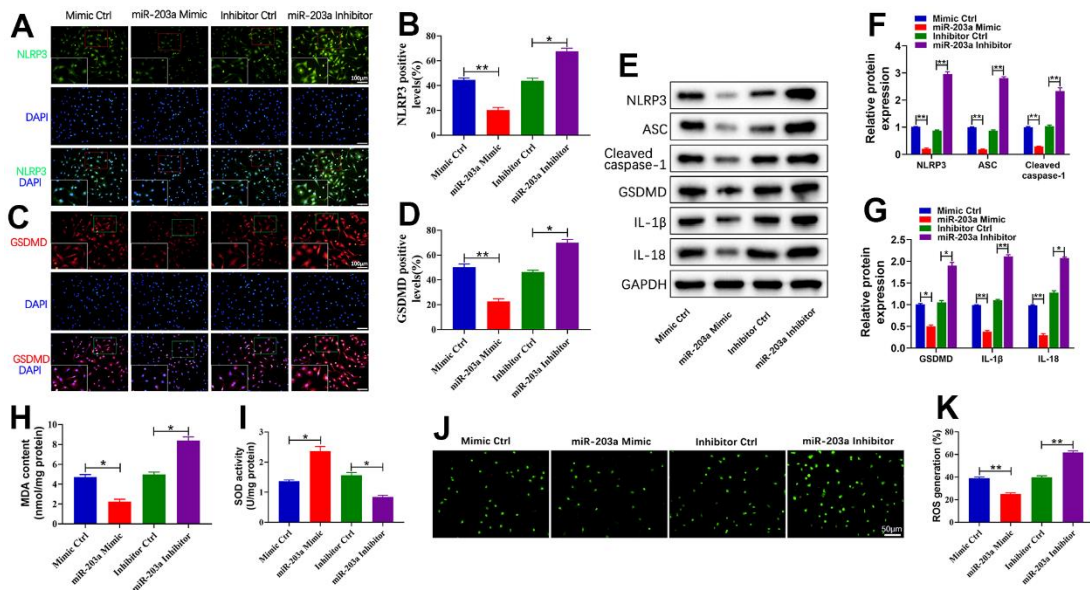 A
Mimic Ctrl miR-203a Mimic Inhibitor Ctrl miR-203a Inhibitor
NLRP3
100μm
DAPI
NLRP3
DAPI
C
GSDMD
100μm
DAPI
GSDMD
DAPI
B
NLRP3 positive
levels(%)
80
60
40
20
0
**
*
Mimic Ctrl
miR-203a Mimic
Inhibitor Ctrl
miR-203a Inhibitor
D
GSDMD positive
levels(%)
80
60
40
20
0
**
*
Mimic Ctrl
miR-203a Mimic
Inhibitor Ctrl
miR-203a Inhibitor
E
NLRP3
ASC
Cleaved
caspase-1
GSDMD
IL-1β
IL-18
GAPDH
Mimic Ctrl
miR-203a Mimic
Inhibitor Ctrl
miR-203a Inhibitor
F
Mimic Ctrl
miR-203a Mimic
Inhibitor Ctrl
miR-203a Inhibitor
Relative protein
expression
4
3
2
1
0
** ** ** ** ** **
NLRP3 ASC Cleaved
caspase-1
G
Mimic Ctrl
miR-203a Mimic
Inhibitor Ctrl
miR-203a Inhibitor
Relative protein
expression
2.5
2.0
1.5
1.0
0.5
0.0
* * ** ** ** *
GSDMD IL-1β IL-18
H
MDA content
(nmol/mg protein)
10
8
6
4
2
0
*
*
Mimic Ctrl
miR-203a Mimic
Inhibitor Ctrl
miR-203a Inhibitor
I
SOD activity
(U/mg protein)
3
2
1
0
*
*
Mimic Ctrl
miR-203a Mimic
Inhibitor Ctrl
miR-203a Inhibitor
J
Mimic Ctrl miR-203a Mimic Inhibitor Ctrl miR-203a Inhibitor
50μm
K
ROS generation (%)
80
60
40
20
0
**
**
Mimic Ctrl
miR-203a Mimic
Inhibitor Ctrl
miR-203a Inhibitor